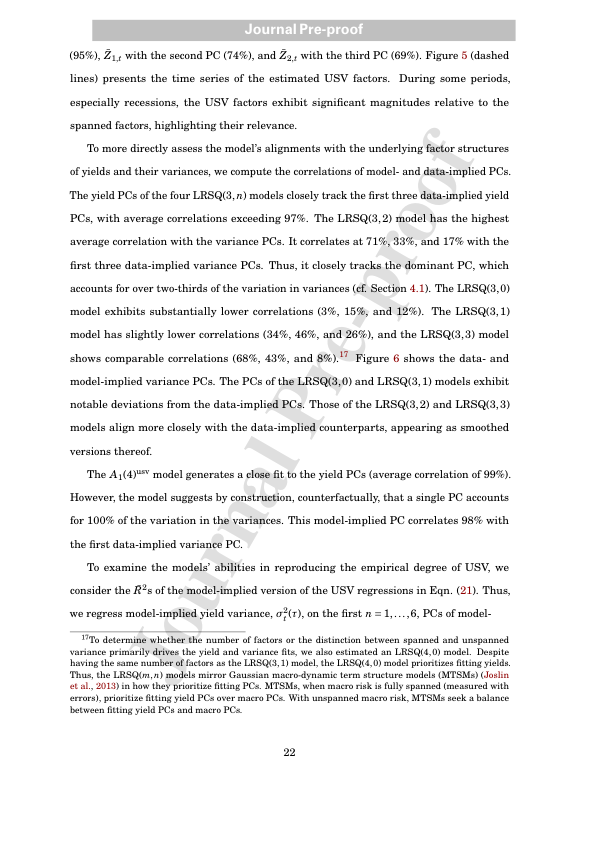 Journal Pre-proof
(95%), Z̄1,t with the second PC (74%), and Z̄2,t with the third PC (69%). Figure 5 (dashed
lines) presents the time series of the estimated USV factors. During some periods,
especially recessions, the USV factors exhibit significant magnitudes relative to the
spanned factors, highlighting their relevance.
To more directly assess the model's alignments with the underlying factor structures
of yields and their variances, we compute the correlations of model- and data-implied PCs.
The yield PCs of the four LRSQ(3,n) models closely track the first three data-implied yield
PCs, with average correlations exceeding 97%. The LRSQ(3,2) model has the highest
average correlation with the variance PCs. It correlates at 71%, 33%, and 17% with the
first three data-implied variance PCs. Thus, it closely tracks the dominant PC, which
accounts for over two-thirds of the variation in variances (cf. Section 4.1). The LRSQ(3,0)
model exhibits substantially lower correlations (3%, 15%, and 12%). The LRSQ(3,1)
model has slightly lower correlations (34%, 46%, and 26%), and the LRSQ(3,3) model
shows comparable correlations (68%, 43%, and 8%).17 Figure 6 shows the data- and
model-implied variance PCs. The PCs of the LRSQ(3,0) and LRSQ(3,1) models exhibit
notable deviations from the data-implied PCs. Those of the LRSQ(3,2) and LRSQ(3,3)
models align more closely with the data-implied counterparts, appearing as smoothed
versions thereof.
The A1(4)usv model generates a close fit to the yield PCs (average correlation of 99%).
However, the model suggests by construction, counterfactually, that a single PC accounts
for 100% of the variation in the variances. This model-implied PC correlates 98% with
the first data-implied variance PC.
To examine the models' abilities in reproducing the empirical degree of USV, we
consider the R̄2s of the model-implied version of the USV regressions in Eqn. (21). Thus,
we regress model-implied yield variance, σ2t(τ), on the first n = 1,...,6, PCs of model-
17To determine whether the number of factors or the distinction between spanned and unspanned
variance primarily drives the yield and variance fits, we also estimated an LRSQ(4,0) model. Despite
having the same number of factors as the LRSQ(3,1) model, the LRSQ(4,0) model prioritizes fitting yields.
Thus, the LRSQ(m,n) models mirror Gaussian macro-dynamic term structure models (MTSMs) (Joslin
et al., 2013) in how they prioritize fitting PCs. MTSMs, when macro risk is fully spanned (measured with
errors), prioritize fitting yield PCs over macro PCs. With unspanned macro risk, MTSMs seek a balance
between fitting yield PCs and macro PCs.
22
Journal Pre-proof